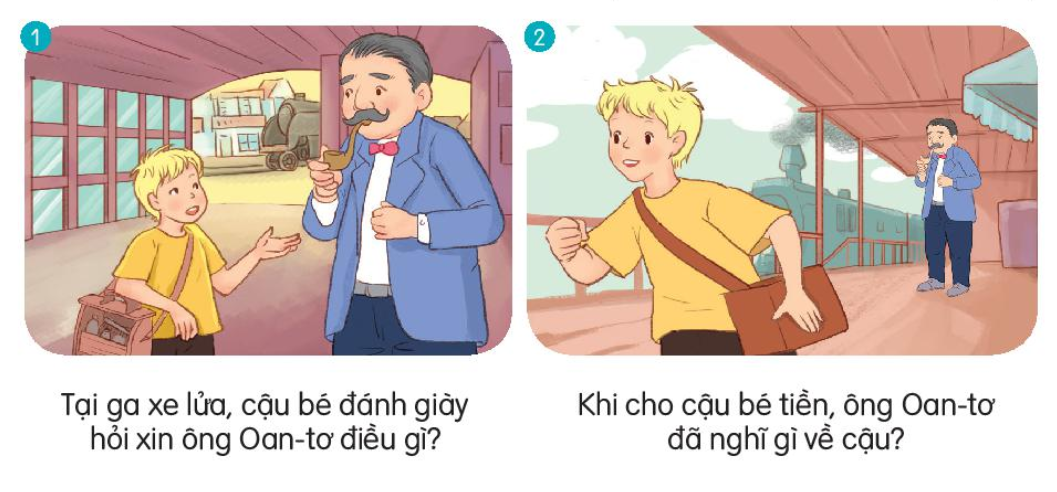 1
Tại ga xe lửa, cậu bé đánh giày
hỏi xin ông Oan-tơ điều gì?
2
Khi cho cậu bé tiền, ông Oan-tơ
đã nghĩ gì về cậu?